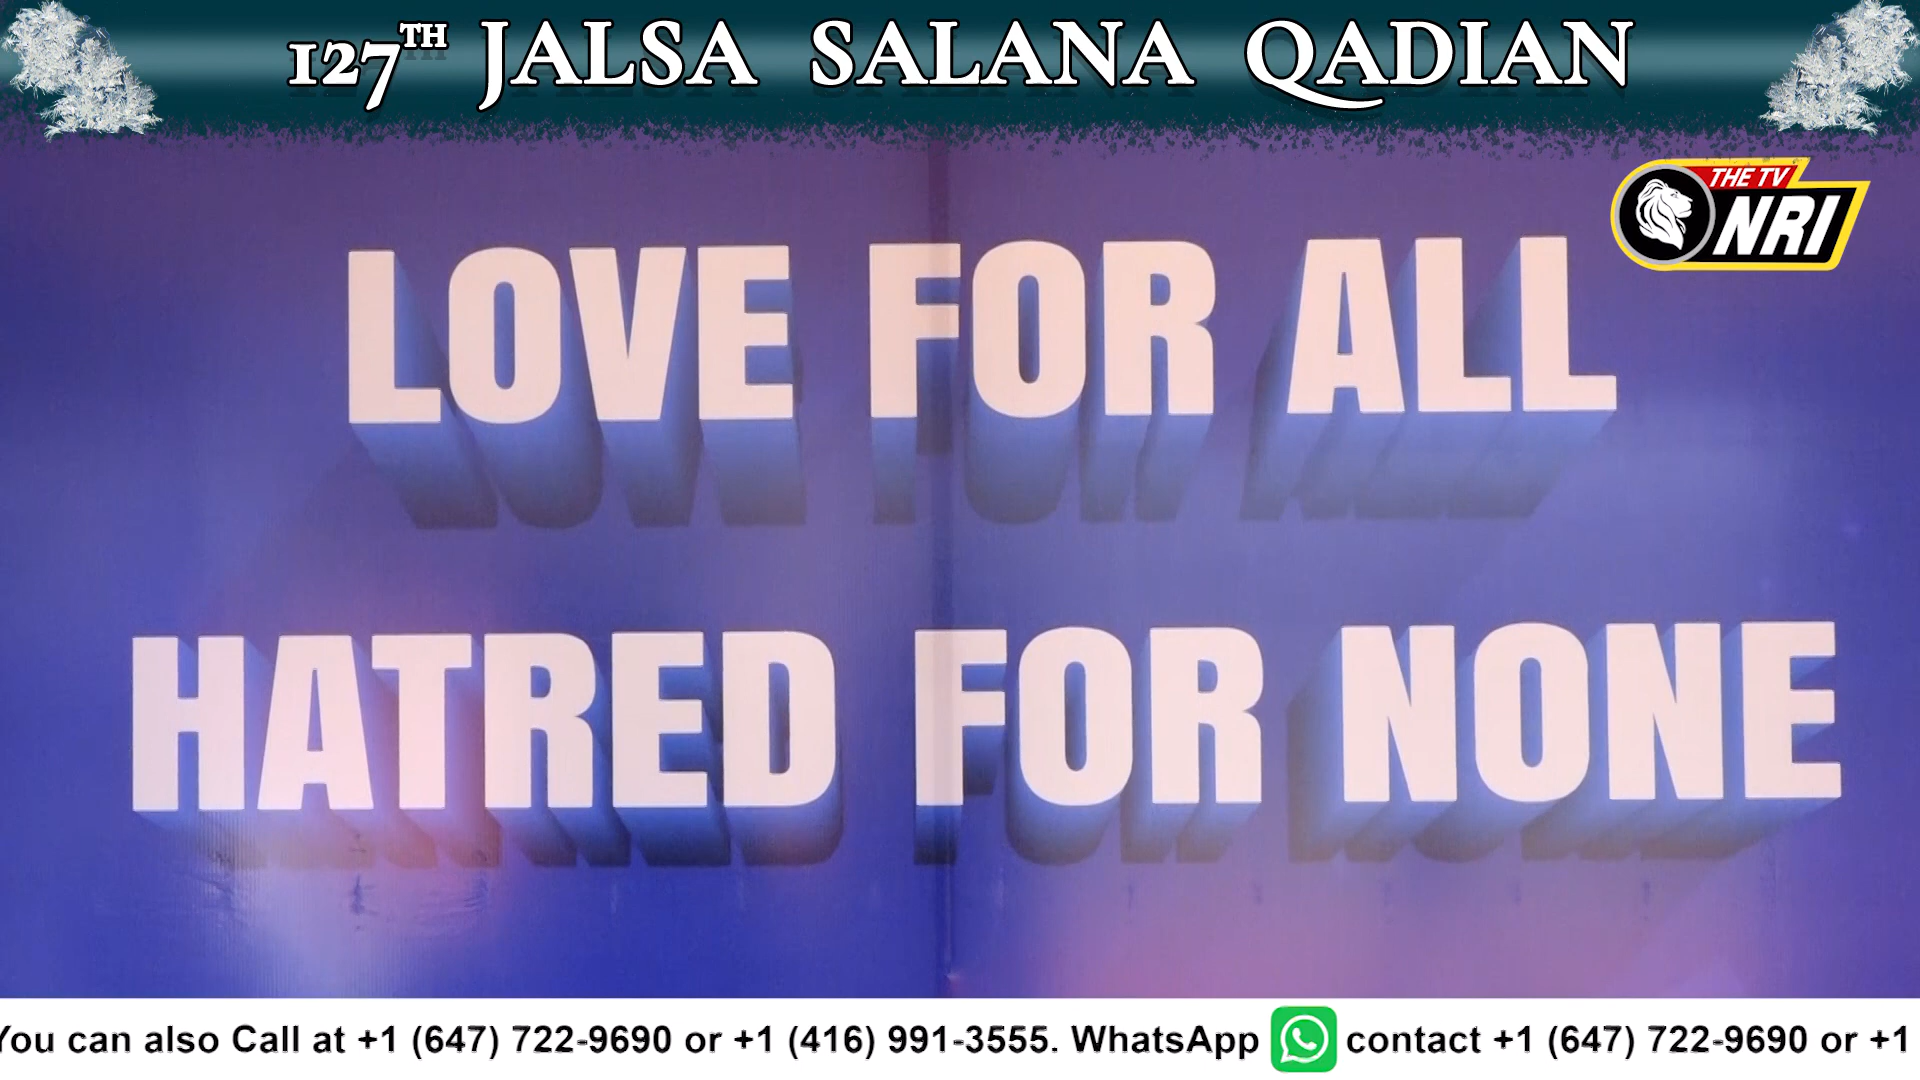 127TH JALSA SALANA QADIAN
THE TV
NRI
LOVE FOR ALL
HATRED FOR NONE
You can also Call at +1 (647) 722-9690 or +1 (416) 991-3555. WhatsApp contact +1 (647) 722-9690 or +1